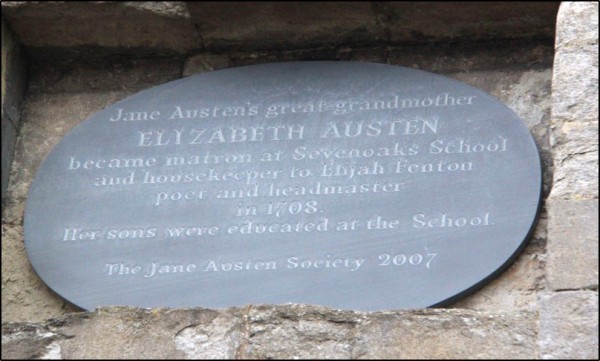 Jane Austen's great-grandmother
ELIZABETH AUSTEN
became matron at Sevenoaks School
and housekeeper to Elijah Fenton
poet and headmaster
in 1708.
Her sons were educated at the School.
The Jane Austen Society 2007